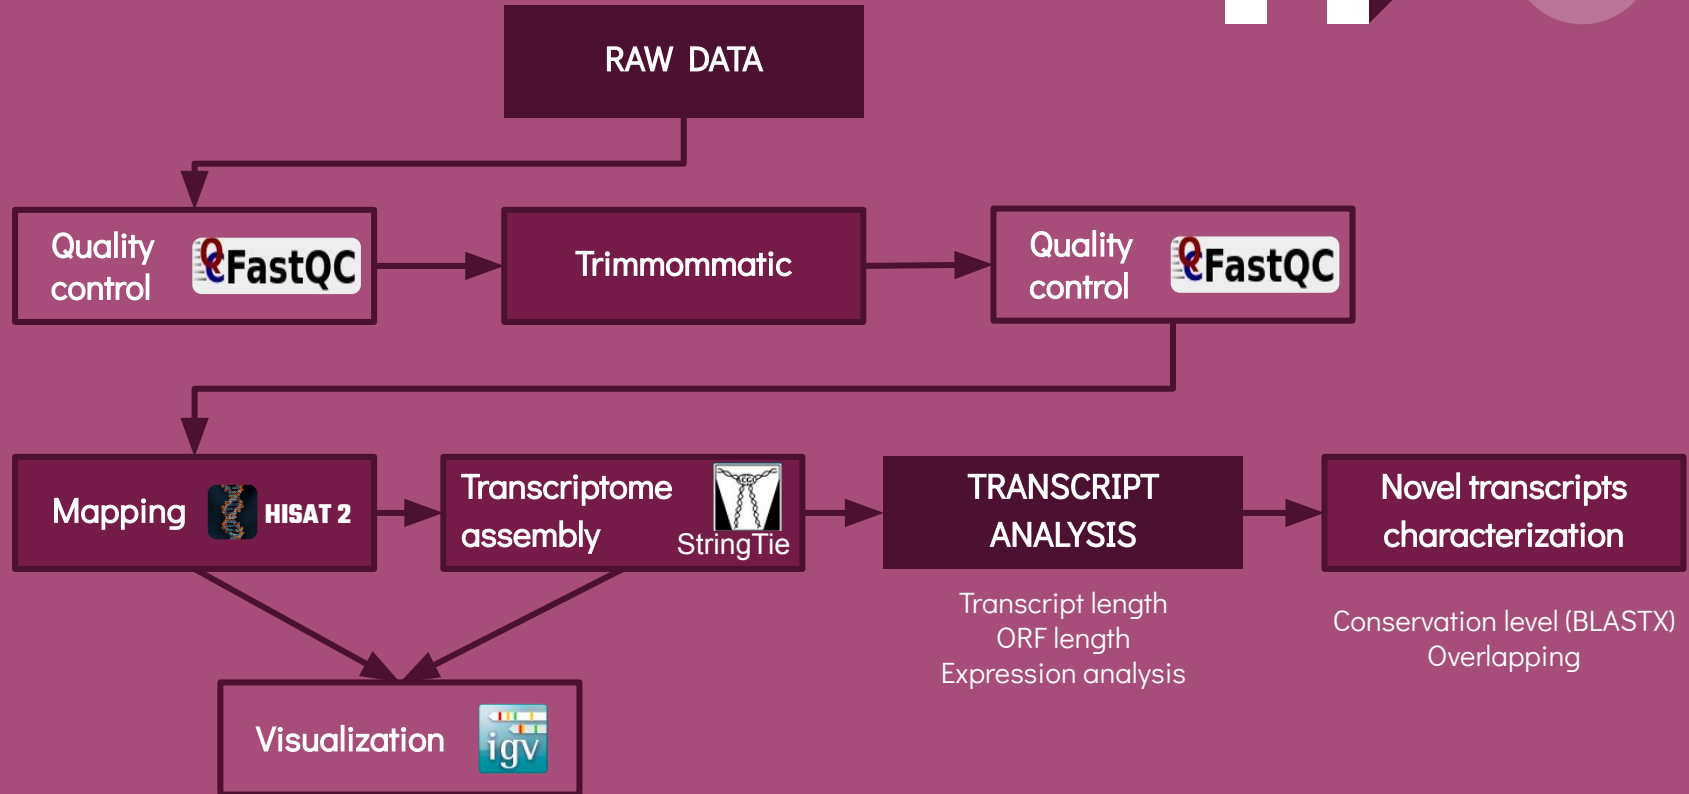 RAW DATA
Quality
control
FastQC
Trimmommatic
Quality
control
FastQC
Mapping
HISAT 2
Transcriptome
assembly
StringTie
TRANSCRIPT
ANALYSIS
Novel transcripts
characterization
Transcript length
ORF length
Expression analysis
Conservation level (BLASTX)
Overlapping
Visualization
igv